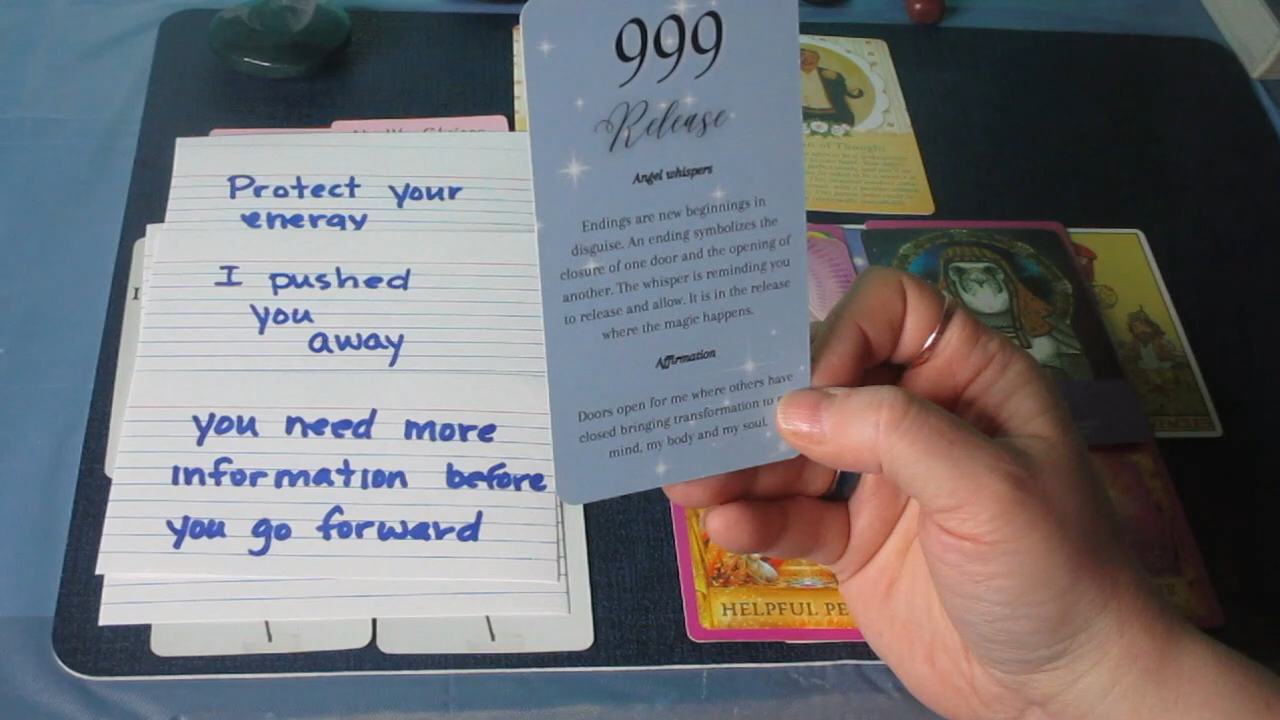 Protect your
energy
I pushed
you
away
you need more
information before
you go forward
999
Release
Angel whispers
Endings are new beginnings in
disguise. An ending symbolizes the
closure of one door and the opening of
another. The whisper is reminding you
to release and allow. It is in the release
where the magic happens.
Affirmation
Doors open for me where others have
closed bringing transformation to
mind, my body and my soul.
of Thought
HELPFUL PE